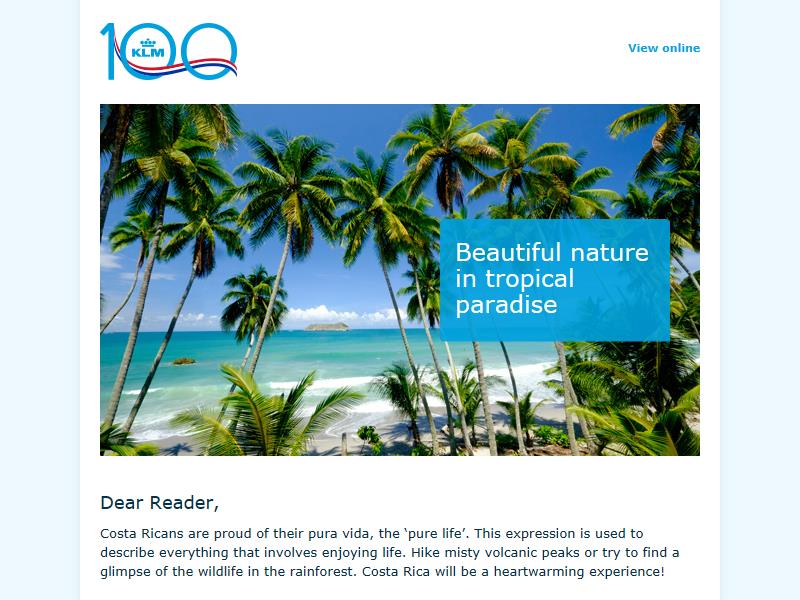 100
KLM
View online
Beautiful nature
in tropical
paradise
Dear Reader,
Costa Ricans are proud of their pura vida, the ‘pure life’. This expression is used to
describe everything that involves enjoying life. Hike misty volcanic peaks or try to find a
glimpse of the wildlife in the rainforest. Costa Rica will be a heartwarming experience!